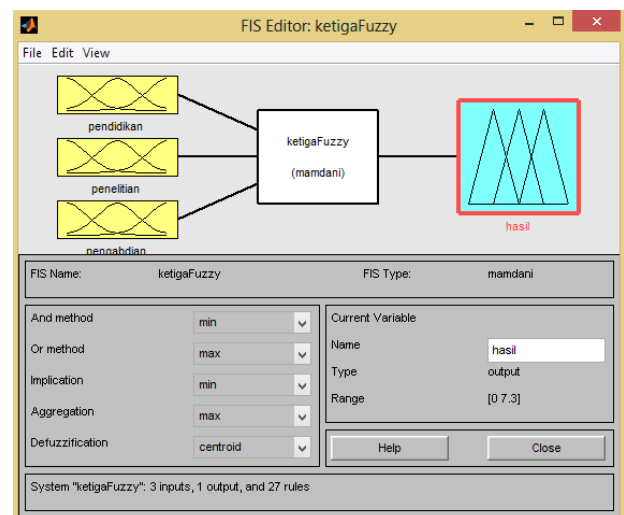 FIS Editor: ketigaFuzzy
File Edit View
pendidikan
penelitian
pengabdian
ketigaFuzzy
(mamdani)
hasil
FIS Name: ketigaFuzzy FIS Type: mamdani
And method min
Or method max
Implication min
Aggregation max
Defuzzification centroid
Current Variable
Name hasil
Type output
Range [0 7.3]
Help Close
System "ketigaFuzzy": 3 inputs, 1 output, and 27 rules